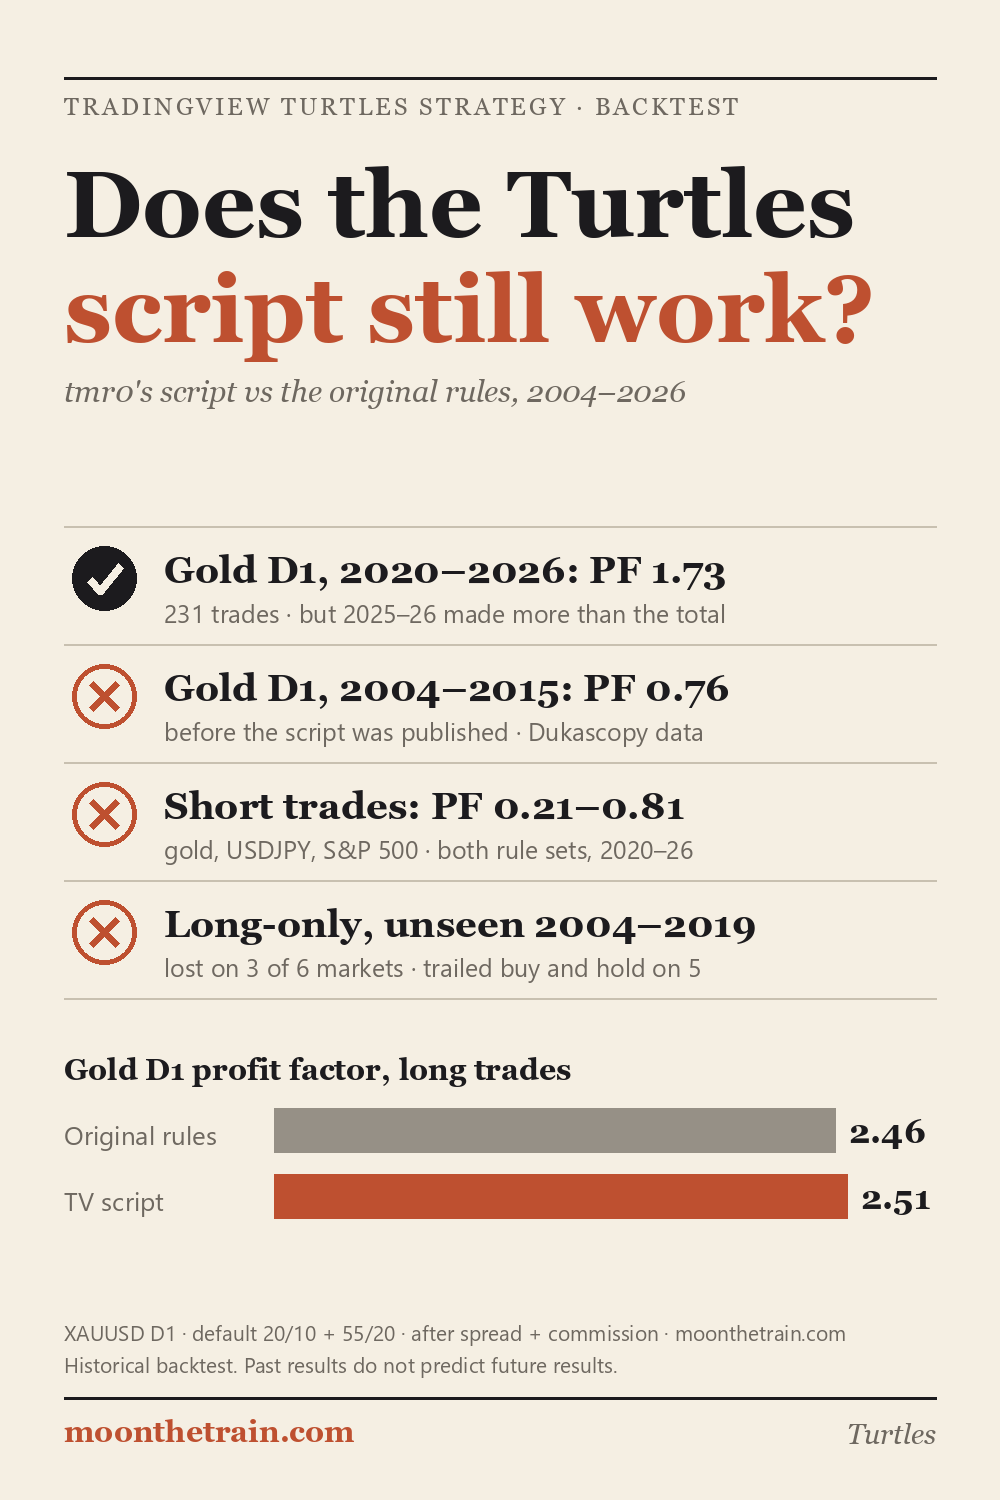 TRADINGVIEW TURTLES STRATEGY · BACKTEST
Does the Turtles
script still work?
tmr0's script vs the original rules, 2004–2026
Gold D1, 2020–2026: PF 1.73
231 trades · but 2025–26 made more than the total
Gold D1, 2004–2015: PF 0.76
before the script was published · Dukascopy data
Short trades: PF 0.21–0.81
gold, USDJPY, S&P 500 · both rule sets, 2020–26
Long-only, unseen 2004–2019
lost on 3 of 6 markets · trailed buy and hold on 5
Gold D1 profit factor, long trades
Original rules 2.46
TV script 2.51
XAUUSD D1 · default 20/10 + 55/20 · after spread + commission · moonthetrain.com
Historical backtest. Past results do not predict future results.
moonthetrain.com Turtles